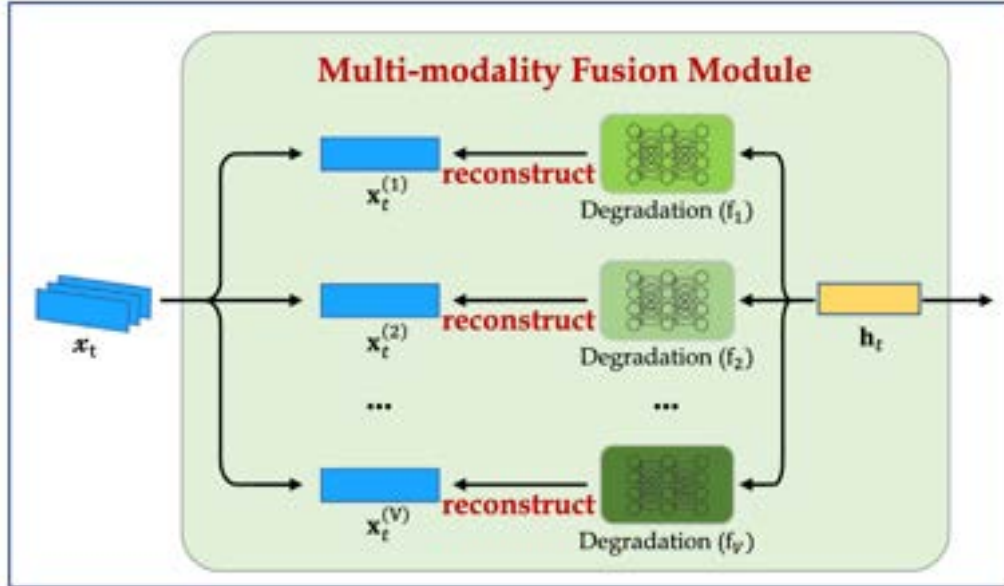 Multi-modality Fusion Module
reconstruct
x_t^(1)
Degradation (f_1)
x_t
reconstruct
x_t^(2)
Degradation (f_2)
h_t
...
...
reconstruct
x_t^(V)
Degradation (f_V)